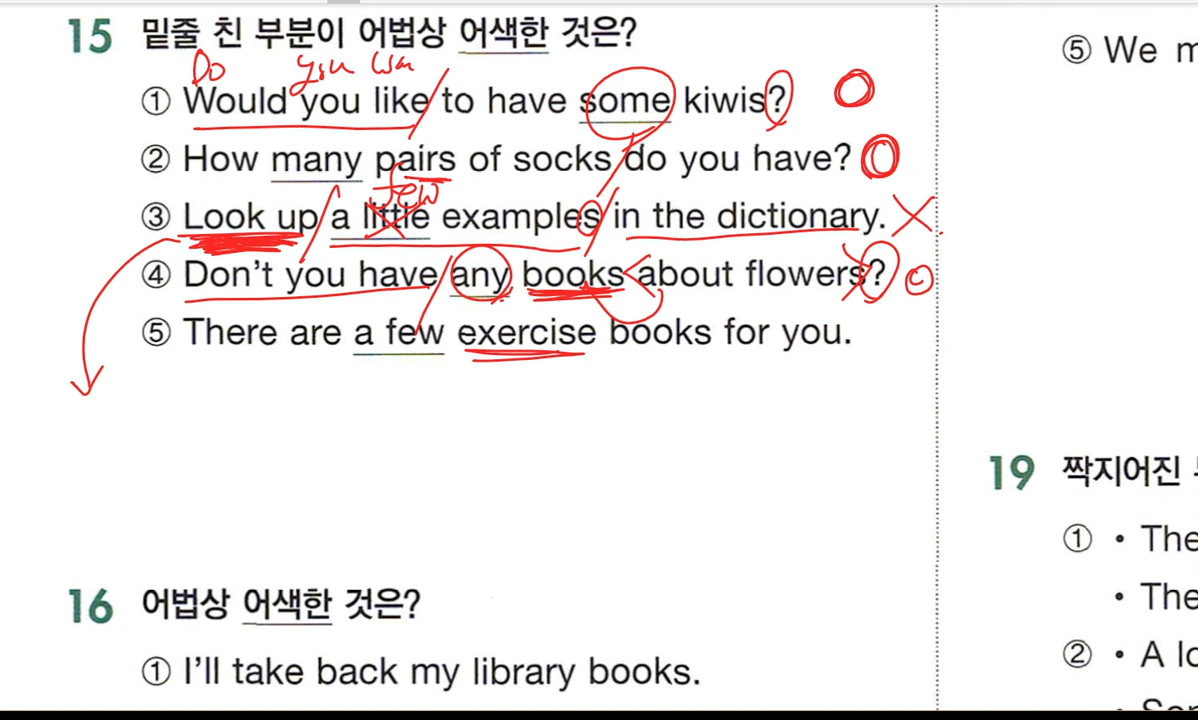 15 밑줄 친 부분이 어법상 어색한 것은?
Do you wan
① Would you like to have some kiwis?
② How many pairs of socks do you have?
few
③ Look up a little examples in the dictionary.
④ Don't you have any books about flowers?
⑤ There are a few exercise books for you.
16 어법상 어색한 것은?
① I'll take back my library books.
⑤ We m
19 짝지어진
① • The
• The
② • A lo